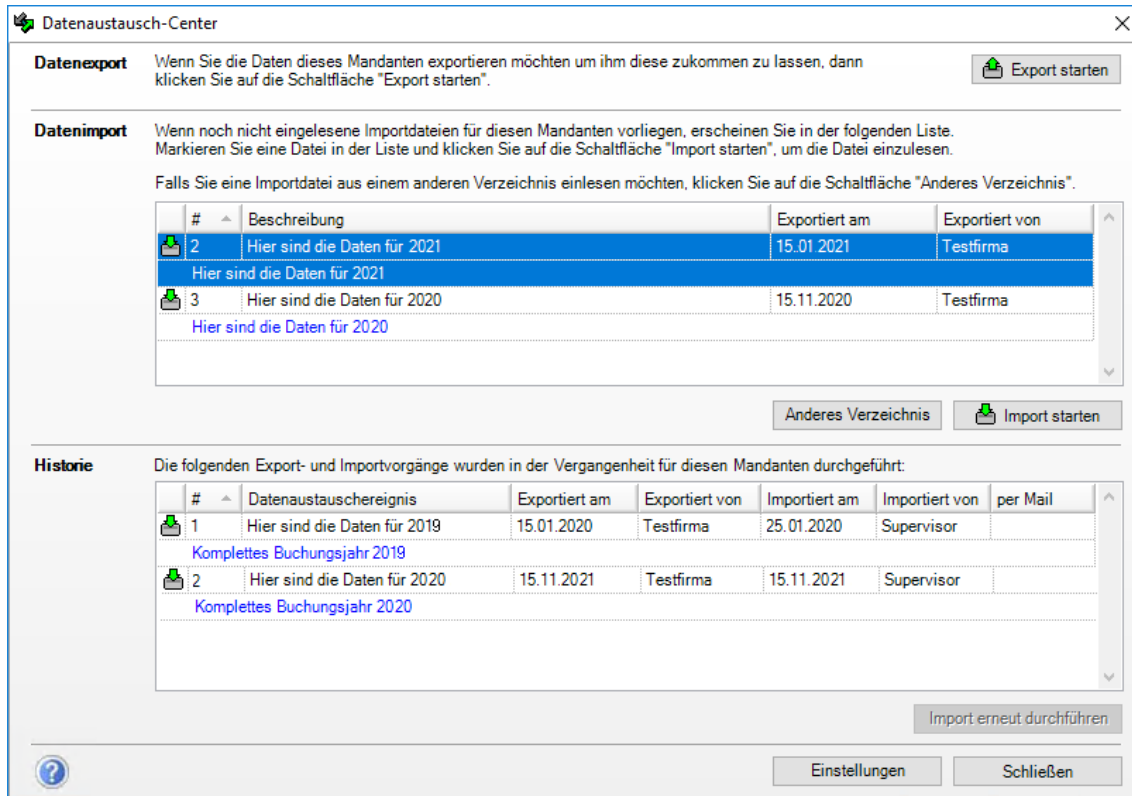 Datenaustausch-Center
Datenexport
Wenn Sie die Daten dieses Mandanten exportieren möchten um ihm diese zukommen zu lassen, dann
klicken Sie auf die Schaltfläche "Export starten".
Export starten
Datenimport
Wenn noch nicht eingelesene Importdateien für diesen Mandanten vorliegen, erscheinen Sie in der folgenden Liste.
Markieren Sie eine Datei in der Liste und klicken Sie auf die Schaltfläche "Import starten", um die Datei einzulesen.
Falls Sie eine Importdatei aus einem anderen Verzeichnis einlesen möchten, klicken Sie auf die Schaltfläche "Anderes Verzeichnis".
# Beschreibung Exportiert am Exportiert von
2 Hier sind die Daten für 2021 15.01.2021 Testfirma
Hier sind die Daten für 2021
3 Hier sind die Daten für 2020 15.11.2020 Testfirma
Hier sind die Daten für 2020
Anderes Verzeichnis Import starten
Historie
Die folgenden Export- und Importvorgänge wurden in der Vergangenheit für diesen Mandanten durchgeführt:
# Datenaustauschereignis Exportiert am Exportiert von Importiert am Importiert von per Mail
1 Hier sind die Daten für 2019 15.01.2020 Testfirma 25.01.2020 Supervisor
Komplettes Buchungsjahr 2019
2 Hier sind die Daten für 2020 15.11.2021 Testfirma 15.11.2021 Supervisor
Komplettes Buchungsjahr 2020
Import erneut durchführen
? Einstellungen Schließen